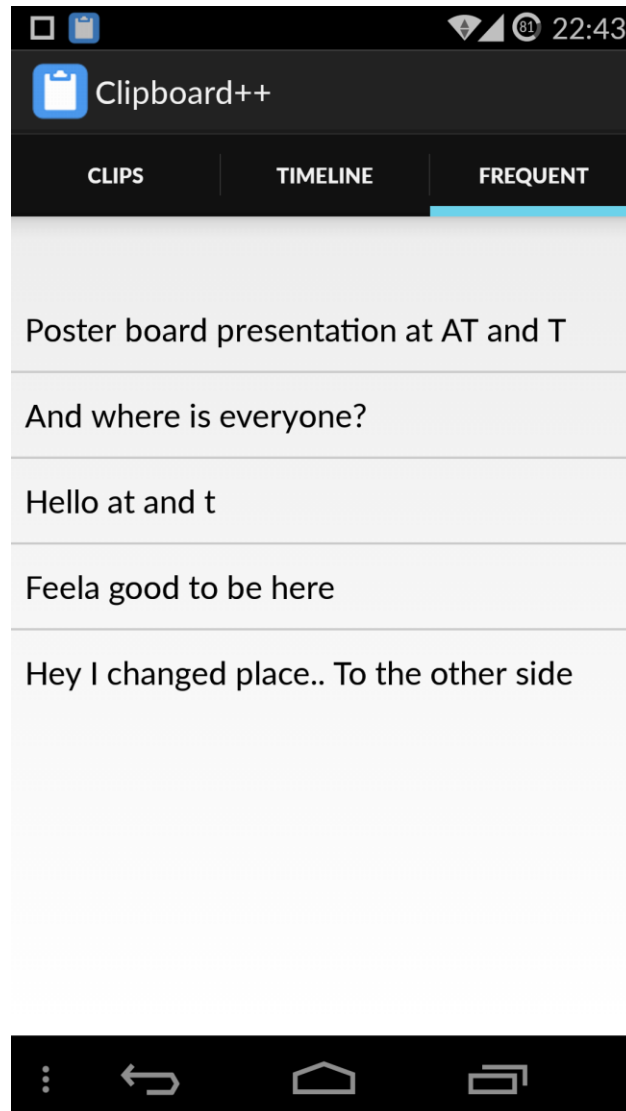 81 22:43
Clipboard++
CLIPS TIMELINE FREQUENT
Poster board presentation at AT and T
And where is everyone?
Hello at and t
Feela good to be here
Hey I changed place.. To the other side